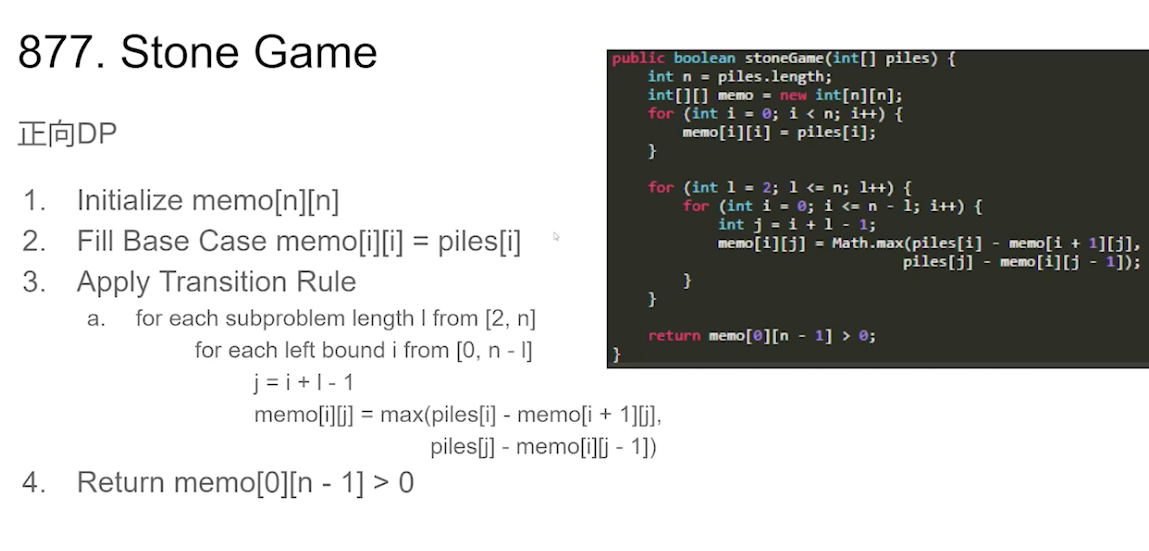 877. Stone Game
正向DP
1. Initialize memo[n][n]
2. Fill Base Case memo[i][i] = piles[i]
3. Apply Transition Rule
a. for each subproblem length l from [2, n]
for each left bound i from [0, n - l]
j = i + l - 1
memo[i][j] = max(piles[i] - memo[i + 1][j],
piles[j] - memo[i][j - 1])
4. Return memo[0][n - 1] > 0
public boolean stoneGame(int[] piles) {
int n = piles.length;
int[][] memo = new int[n][n];
for (int i = 0; i < n; i++) {
memo[i][i] = piles[i];
}
for (int l = 2; l <= n; l++) {
for (int i = 0; i <= n - l; i++) {
int j = i + l - 1;
memo[i][j] = Math.max(piles[i] - memo[i + 1][j],
piles[j] - memo[i][j - 1]);
}
}
return memo[0][n - 1] > 0;
}